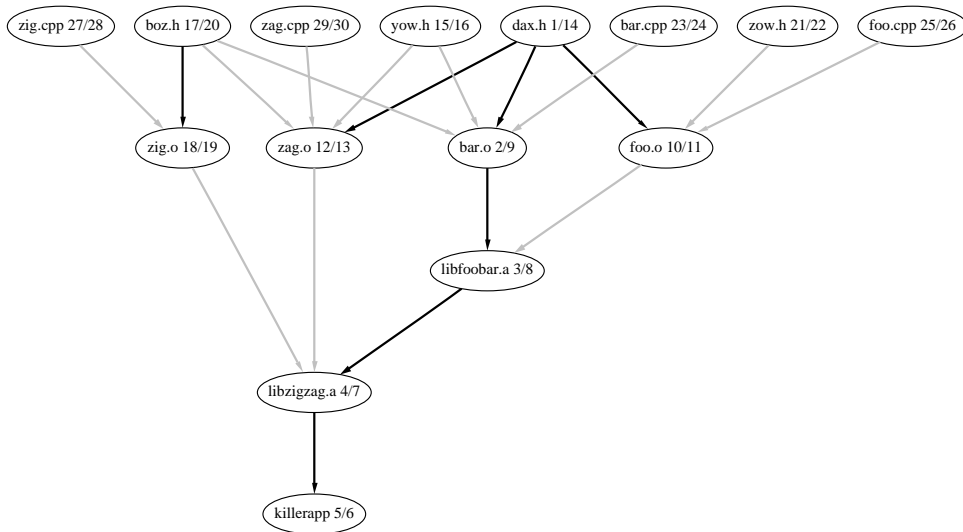 zig.cpp 27/28
boz.h 17/20
zag.cpp 29/30
yow.h 15/16
dax.h 1/14
bar.cpp 23/24
zow.h 21/22
foo.cpp 25/26
zig.o 18/19
zag.o 12/13
bar.o 2/9
foo.o 10/11
libfoobar.a 3/8
libzigzag.a 4/7
killerapp 5/6